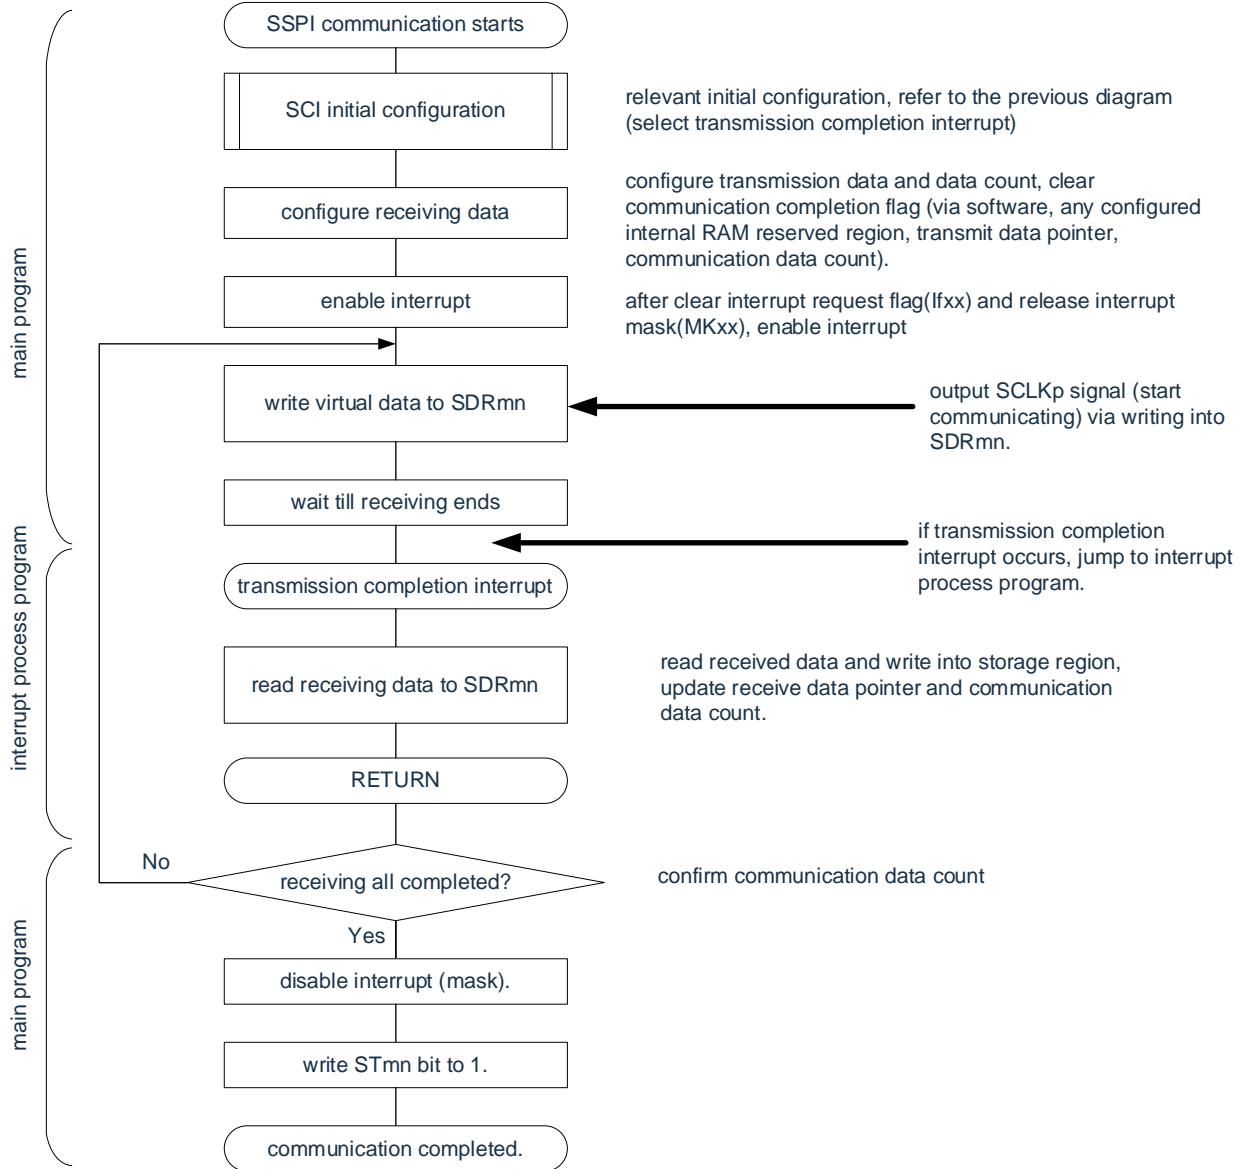 SSPI communication starts
SCI initial configuration
relevant initial configuration, refer to the previous diagram
(select transmission completion interrupt)
configure receiving data
configure transmission data and data count, clear
communication completion flag (via software, any configured
internal RAM reserved region, transmit data pointer,
communication data count).
main program
enable interrupt
after clear interrupt request flag(Ifxx) and release interrupt
mask(MKxx), enable interrupt
write virtual data to SDRmn
output SCLKp signal (start
communicating) via writing into
SDRmn.
wait till receiving ends
if transmission completion
interrupt occurs, jump to interrupt
process program.
interrupt process program
transmission completion interrupt
read receiving data to SDRmn
read received data and write into storage region,
update receive data pointer and communication
data count.
RETURN
No
receiving all completed?
confirm communication data count
Yes
main program
disable interrupt (mask).
write STmn bit to 1.
communication completed.